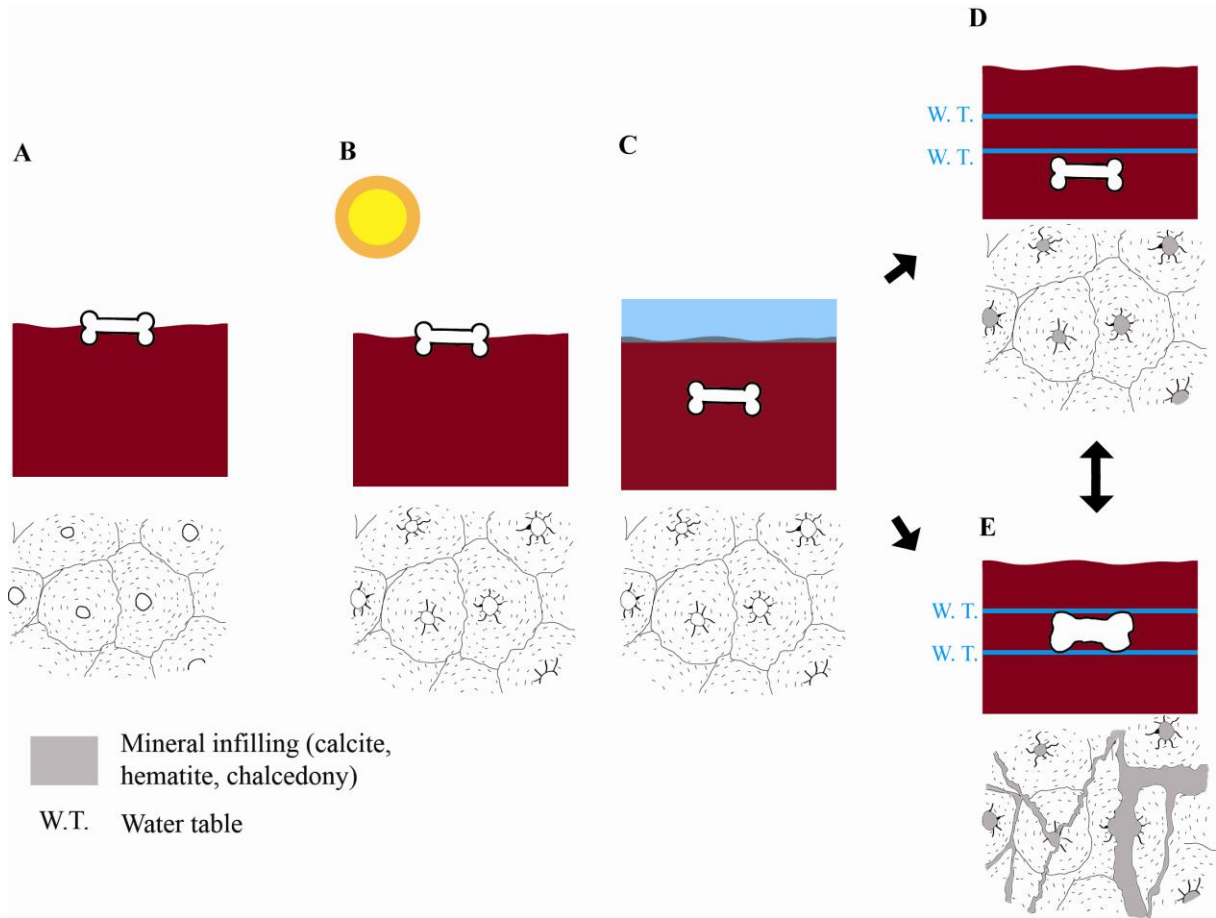 A
B
C
D
W. T.
W. T.
E
W. T.
W. T.
Mineral infilling (calcite,
hematite, chalcedony)
W.T. Water table